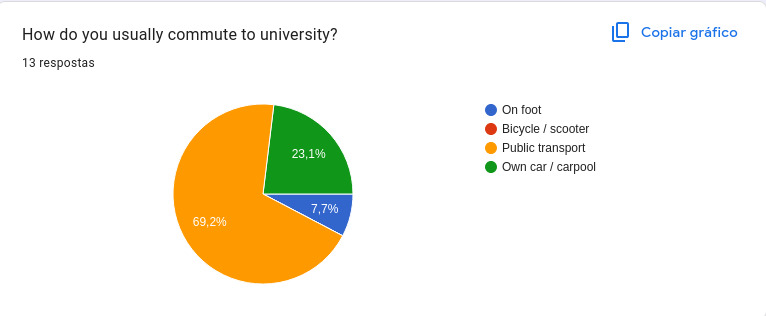 How do you usually commute to university?
Copiar gráfico
13 respostas
On foot
Bicycle / scooter
Public transport
Own car / carpool
23,1%
7,7%
69,2%